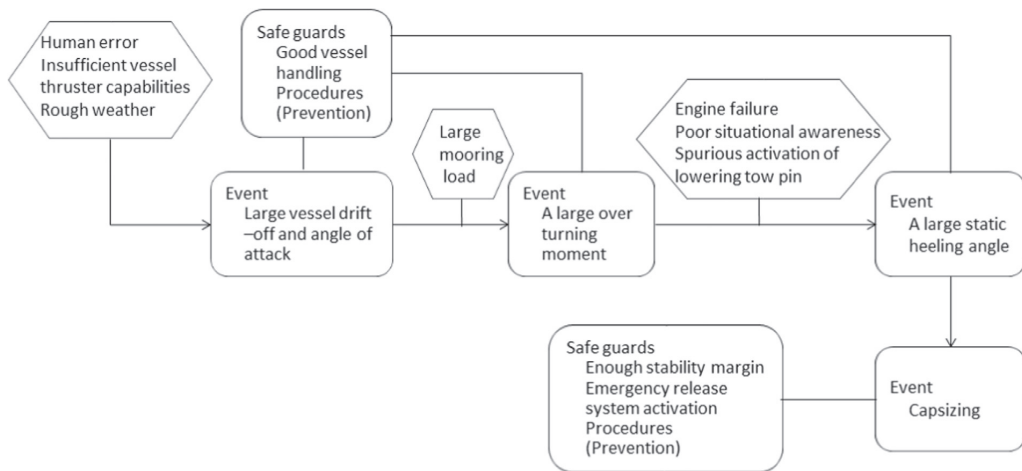 Human error
Insufficient vessel
thruster capabilities
Rough weather
Safe guards
Good vessel
handling
Procedures
(Prevention)
Large
mooring
load
Engine failure
Poor situational awareness
Spurious activation of
lowering tow pin
Event
Large vessel drift
–off and angle of
attack
Event
A large over
turning
moment
Event
A large static
heeling angle
Safe guards
Enough stability margin
Emergency release
system activation
Procedures
(Prevention)
Event
Capsizing